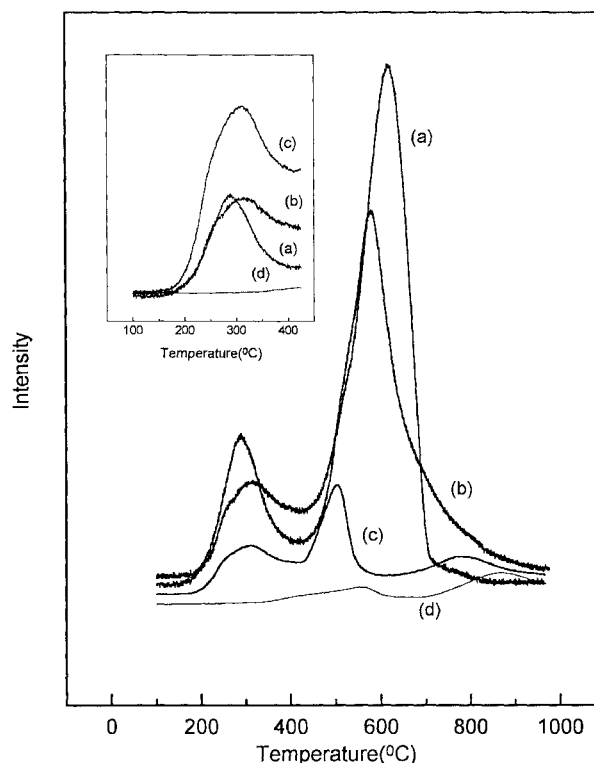 (c)
(b)
(a)
(d)
100 200 300 400
Temperature(⁰C)
(a)
(b)
(c)
(d)
Intensity
0 200 400 600 800 1000
Temperature(⁰C)